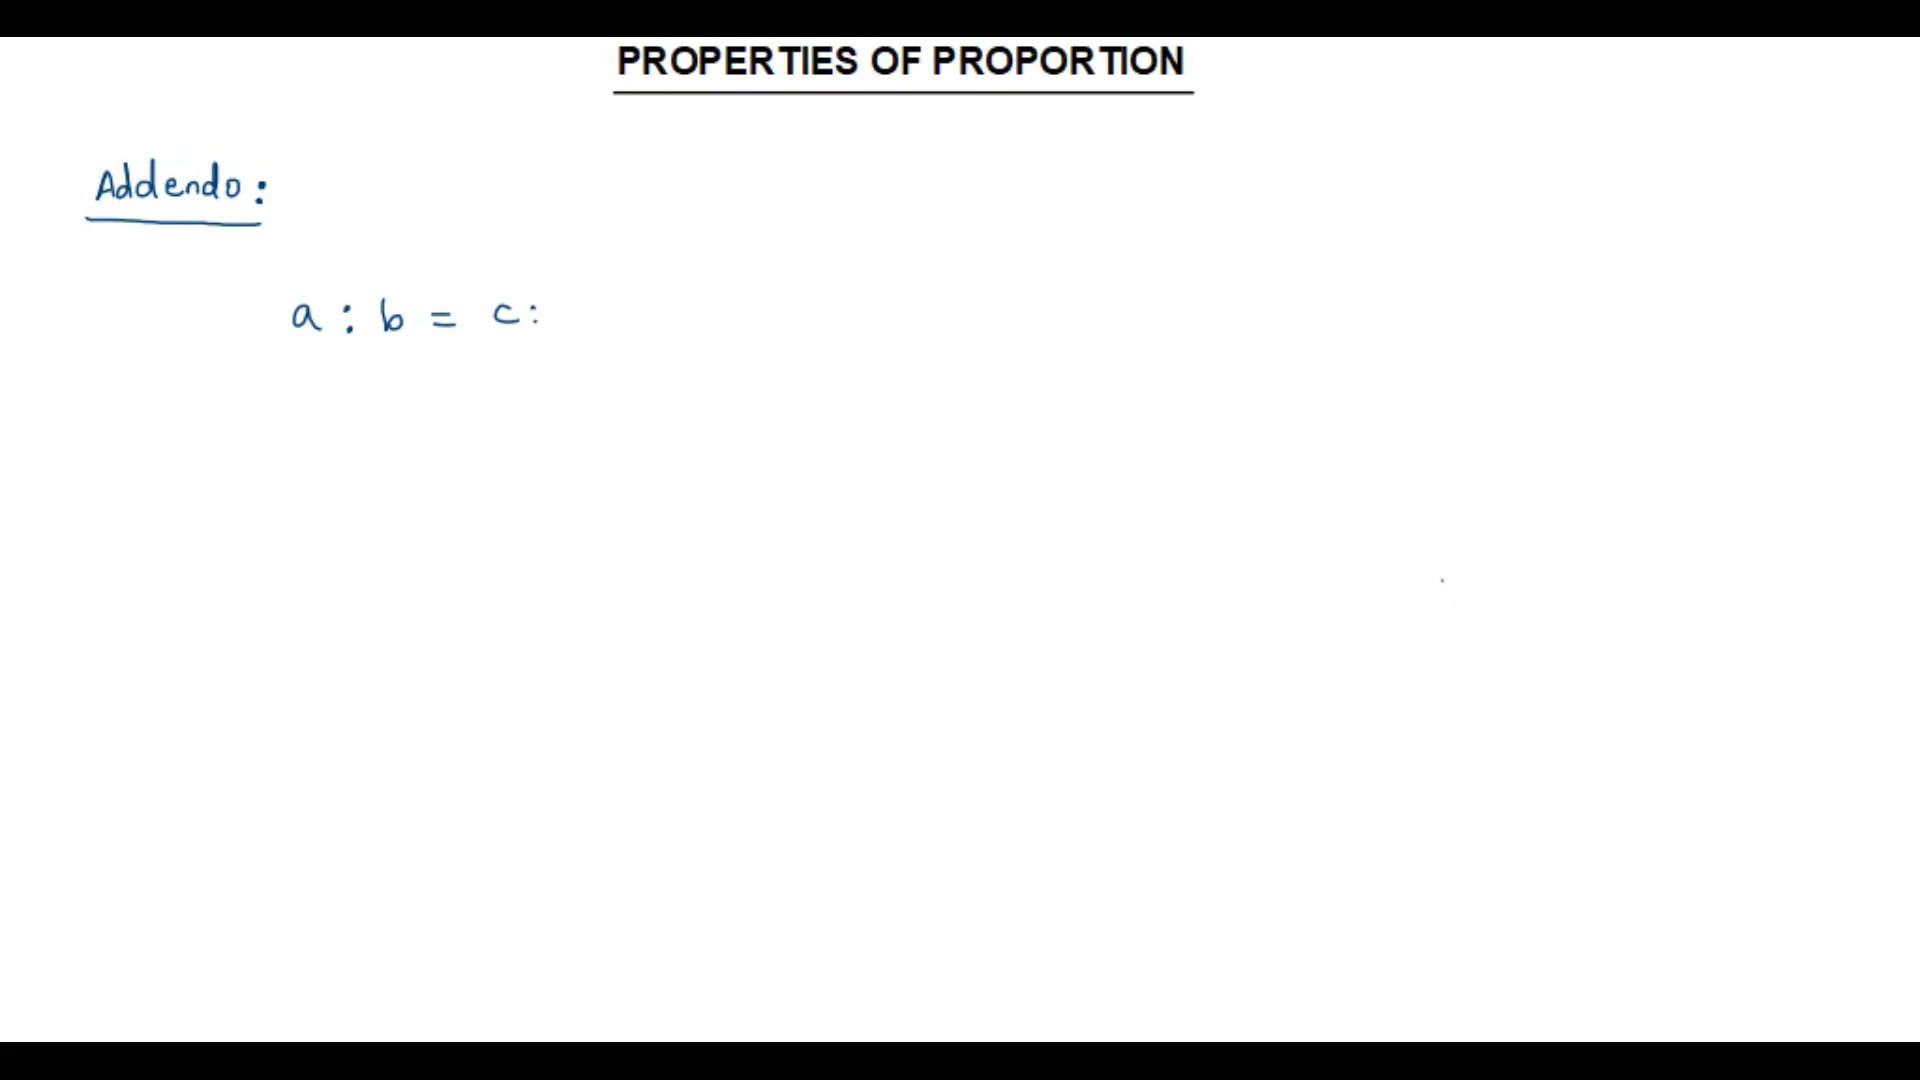 PROPERTIES OF PROPORTION
Addendo:
a : b = c: